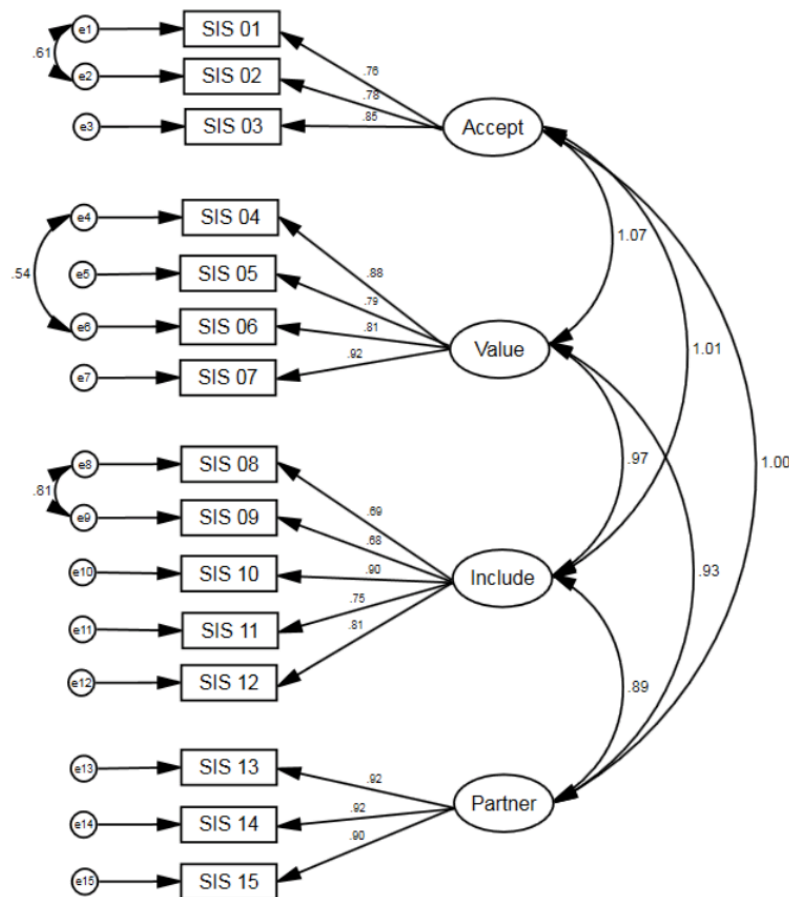 e1
SIS 01
.61
e2
SIS 02
.76
.78
e3
SIS 03
.85
Accept
e4
SIS 04
1.07
.54
e5
SIS 05
.88
.79
e6
SIS 06
.81
Value
1.01
e7
SIS 07
.92
e8
SIS 08
.97
1.00
.81
e9
SIS 09
.69
.68
e10
SIS 10
.90
Include
.93
e11
SIS 11
.75
e12
SIS 12
.81
.89
e13
SIS 13
.92
e14
SIS 14
.92
Partner
.90
e15
SIS 15